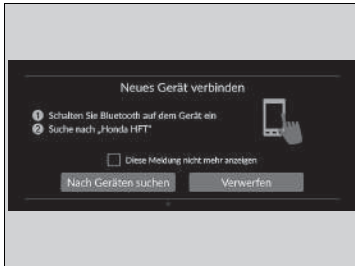 Neues Gerät verbinden
1 Schalten Sie Bluetooth auf dem Gerät ein
2 Suche nach „Honda HFT"
Diese Meldung nicht mehr anzeigen
Nach Geräten suchen Verwerfen